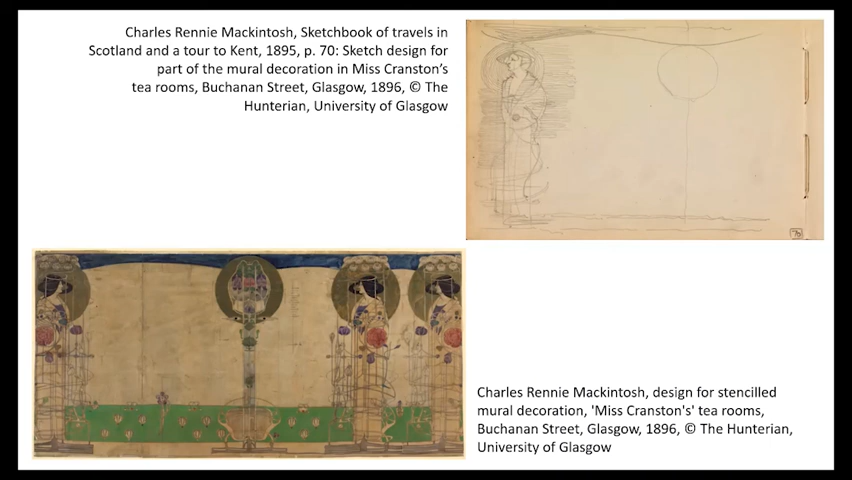 Charles Rennie Mackintosh, Sketchbook of travels in
Scotland and a tour to Kent, 1895, p. 70: Sketch design for
part of the mural decoration in Miss Cranston’s
tea rooms, Buchanan Street, Glasgow, 1896, © The
Hunterian, University of Glasgow
70
Charles Rennie Mackintosh, design for stencilled
mural decoration, 'Miss Cranston's' tea rooms,
Buchanan Street, Glasgow, 1896, © The Hunterian,
University of Glasgow